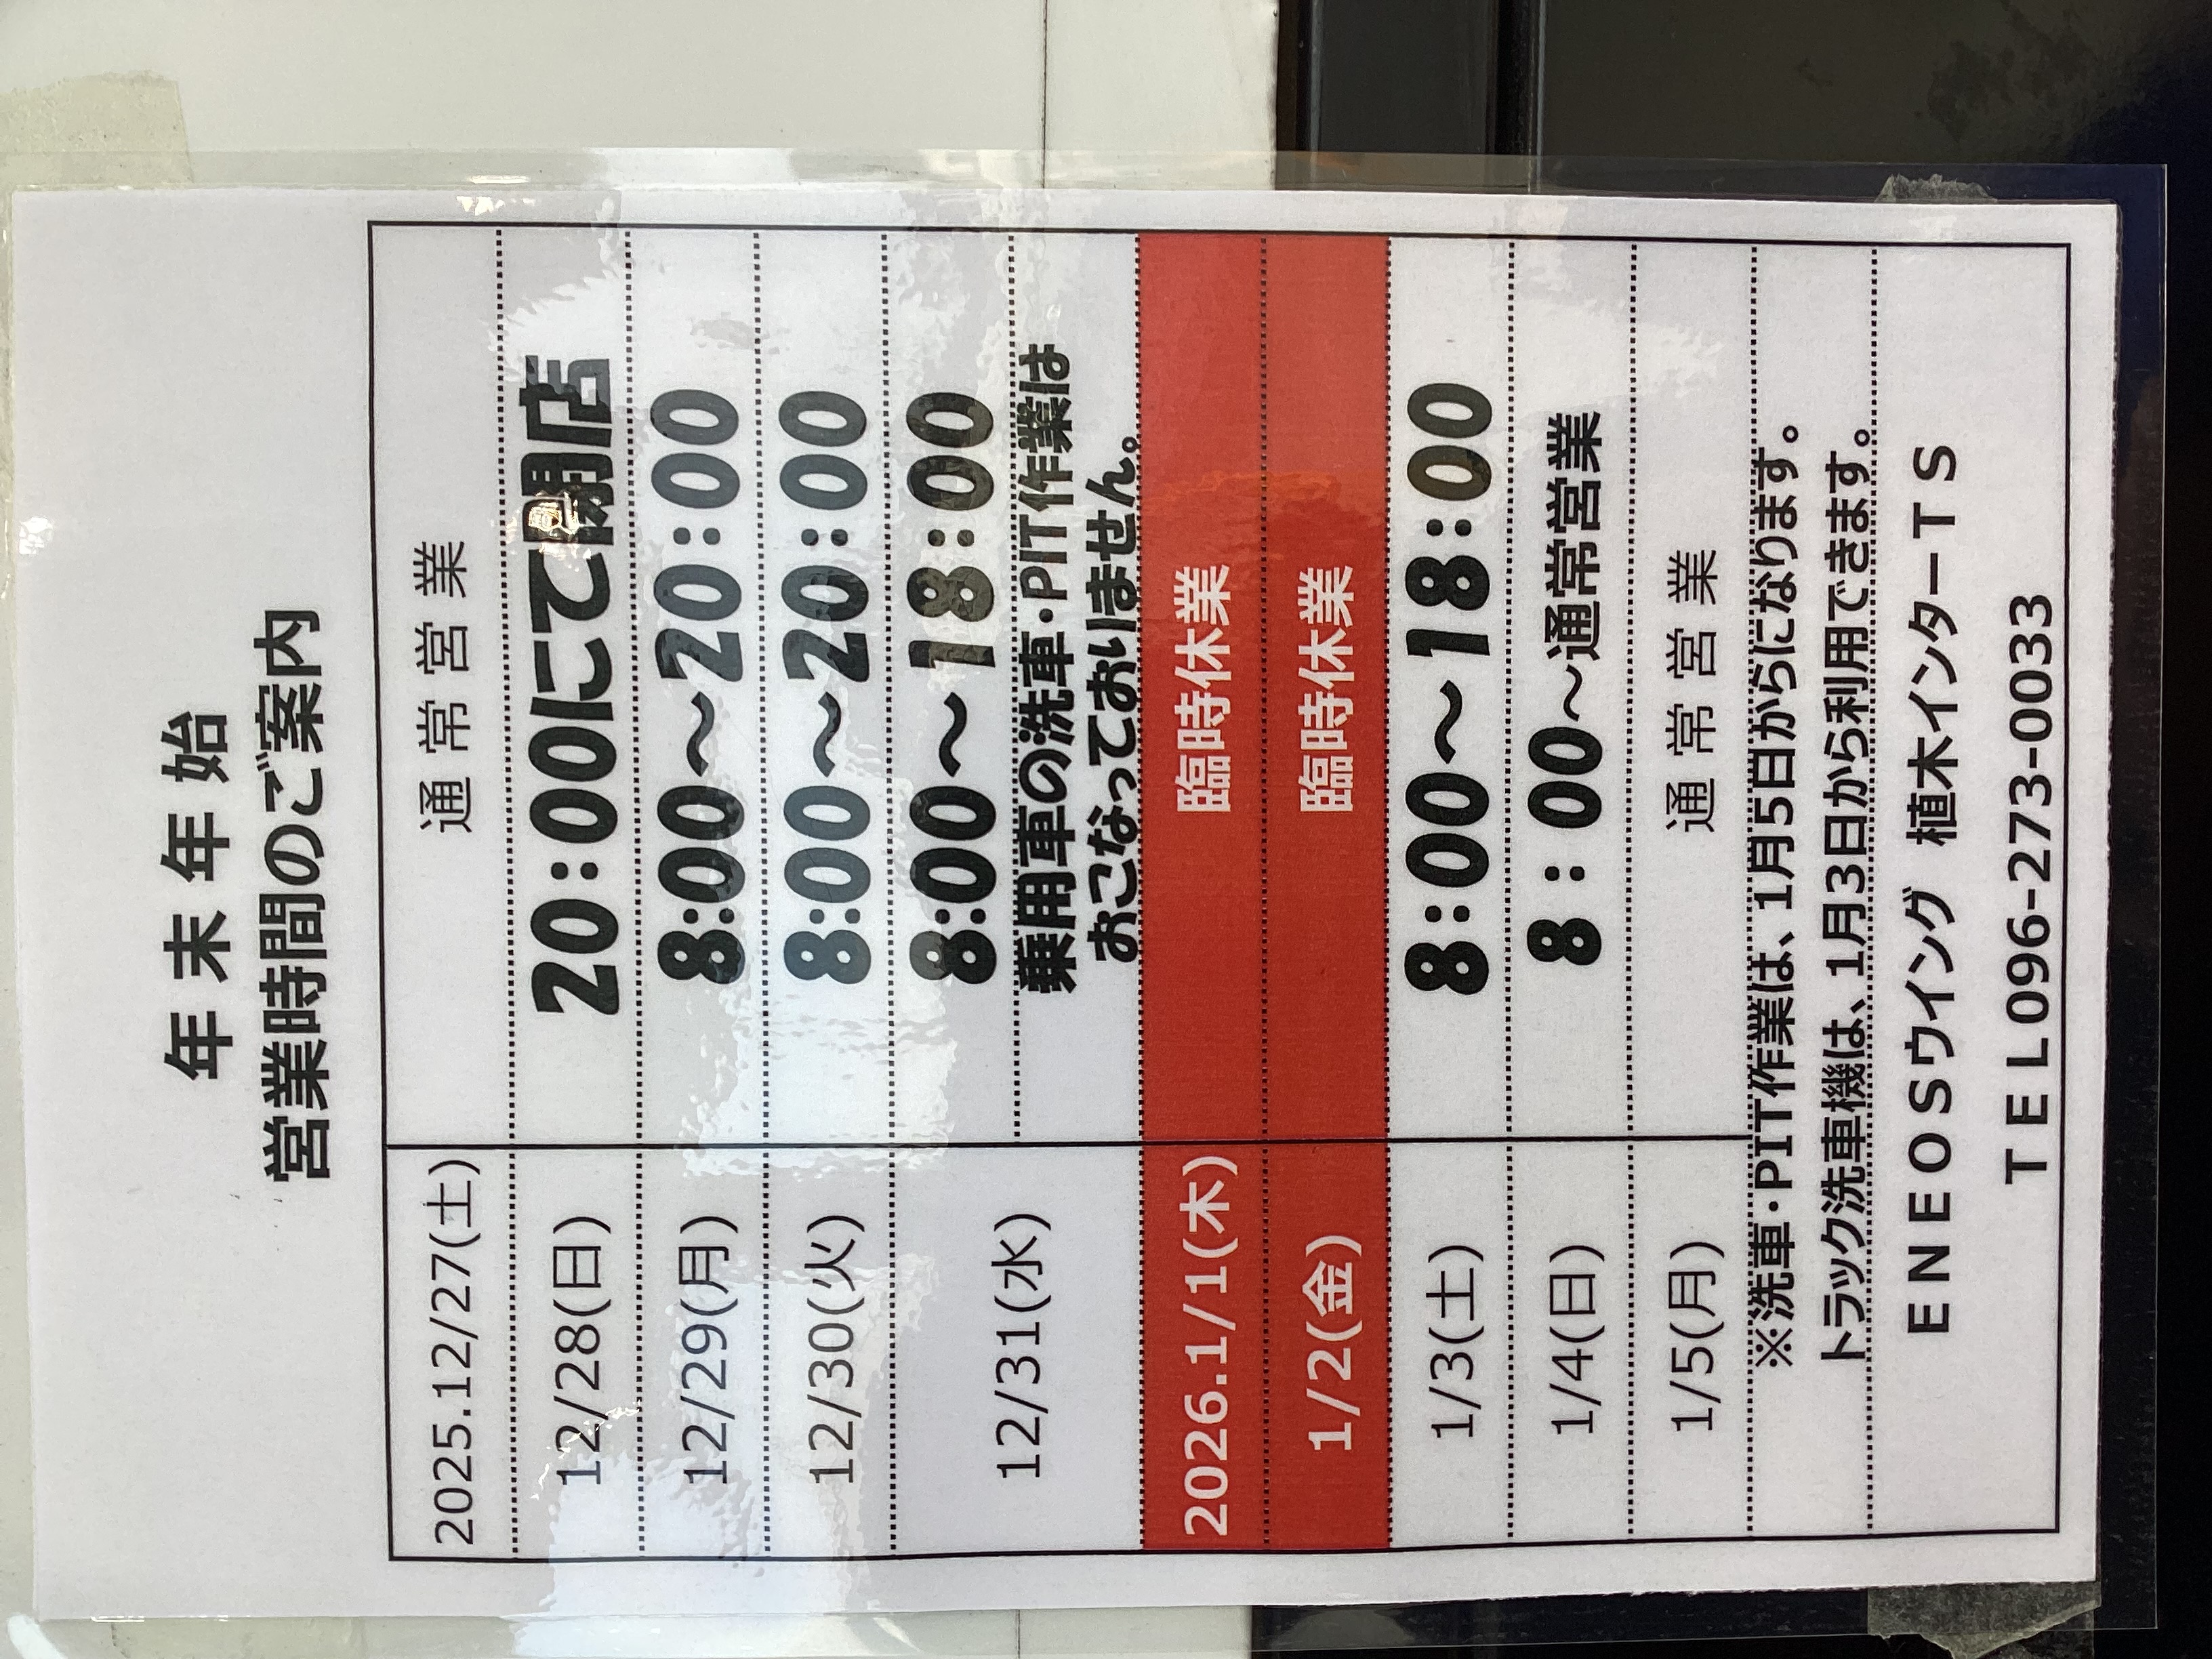 年末年始
営業時間のご案内
2025.12/27(土) 通常営業
12/28(日) 20:00にて閉店
12/29(月) 8:00～20:00
12/30(火) 8:00～20:00
12/31(水) 8:00～18:00
乗用車の洗車・PIT作業は
おこなっておりません。
2026.1/1(木) 臨時休業
1/2(金) 臨時休業
1/3(土) 8:00～18:00
1/4(日) 8:00～通常営業
1/5(月) 通常営業
※洗車・PIT作業は、1月5日からになります。
トラック洗車機は、1月3日から利用できます。
ENEOSウイング 植木インターTS
TEL096-273-0033